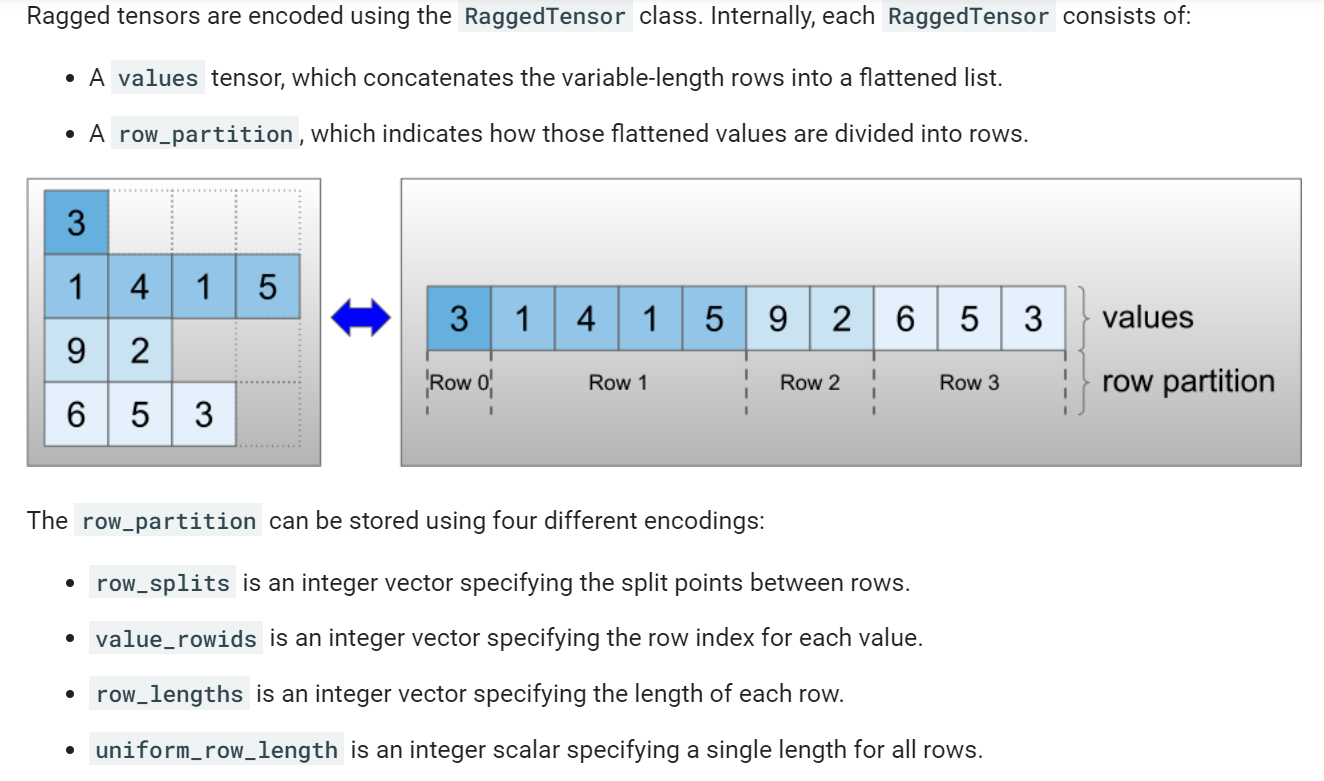 Ragged tensors are encoded using the RaggedTensor class. Internally, each RaggedTensor consists of:
• A values tensor, which concatenates the variable-length rows into a flattened list.
• A row_partition, which indicates how those flattened values are divided into rows.
3
1 4 1 5
9 2
6 5 3
3 1 4 1 5 9 2 6 5 3 values
Row 0 Row 1 Row 2 Row 3 row partition
The row_partition can be stored using four different encodings:
• row_splits is an integer vector specifying the split points between rows.
• value_rowids is an integer vector specifying the row index for each value.
• row_lengths is an integer vector specifying the length of each row.
• uniform_row_length is an integer scalar specifying a single length for all rows.